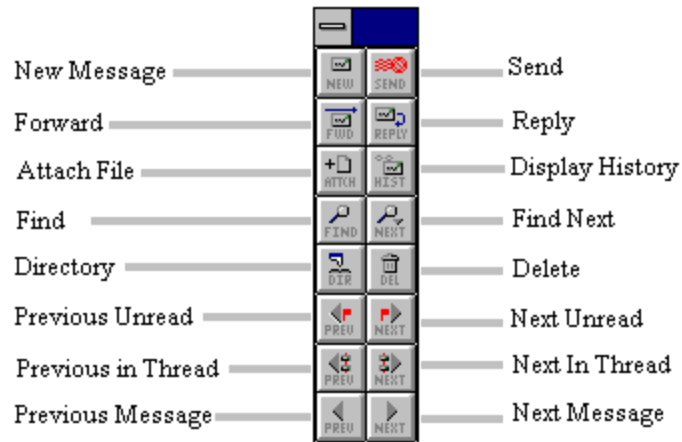 New Message NEW SEND Send
Forward FWD REPLY Reply
Attach File ATTCH HIST Display History
Find FIND NEXT Find Next
Directory DIR DEL Delete
Previous Unread PREV NEXT Next Unread
Previous in Thread PREV NEXT Next In Thread
Previous Message PREV NEXT Next Message